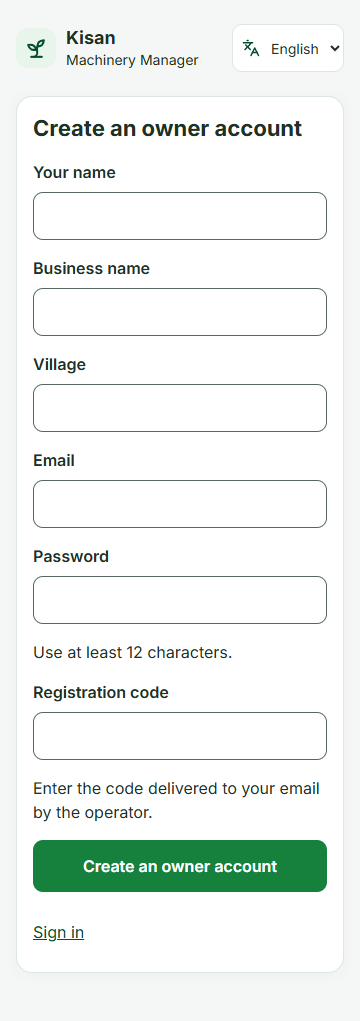 Kisan
Machinery Manager
English
Create an owner account
Your name
Business name
Village
Email
Password
Use at least 12 characters.
Registration code
Enter the code delivered to your email
by the operator.
Create an owner account
Sign in